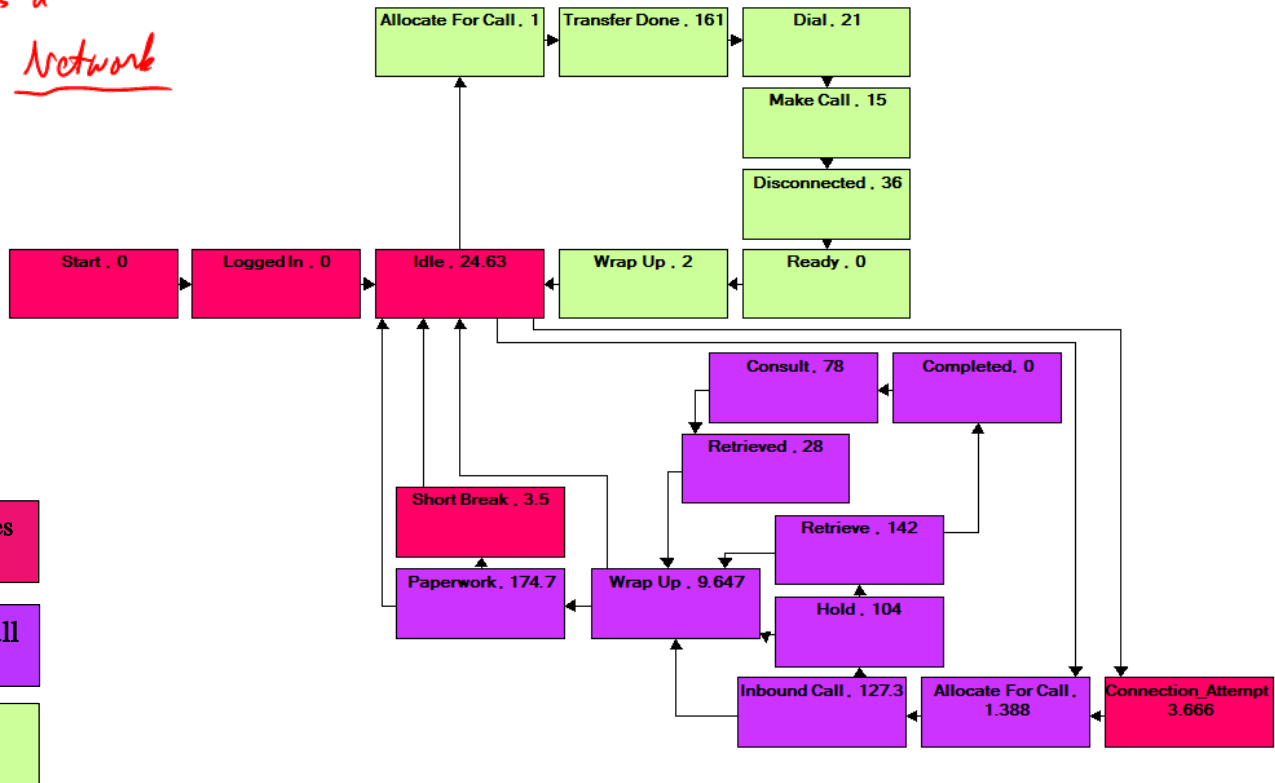 s a
Network
Allocate For Call . 1
Transfer Done . 161
Dial . 21
Make Call . 15
Disconnected . 36
Start . 0
Logged In . 0
Idle . 24.63
Wrap Up . 2
Ready . 0
Consult . 78
Completed . 0
Retrieved . 28
Short Break . 3.5
Retrieve . 142
es
Paperwork . 174.7
Wrap Up . 9.647
Hold . 104
all
Inbound Call . 127.3
Allocate For Call .
1.388
Connection_Attempt
3.666